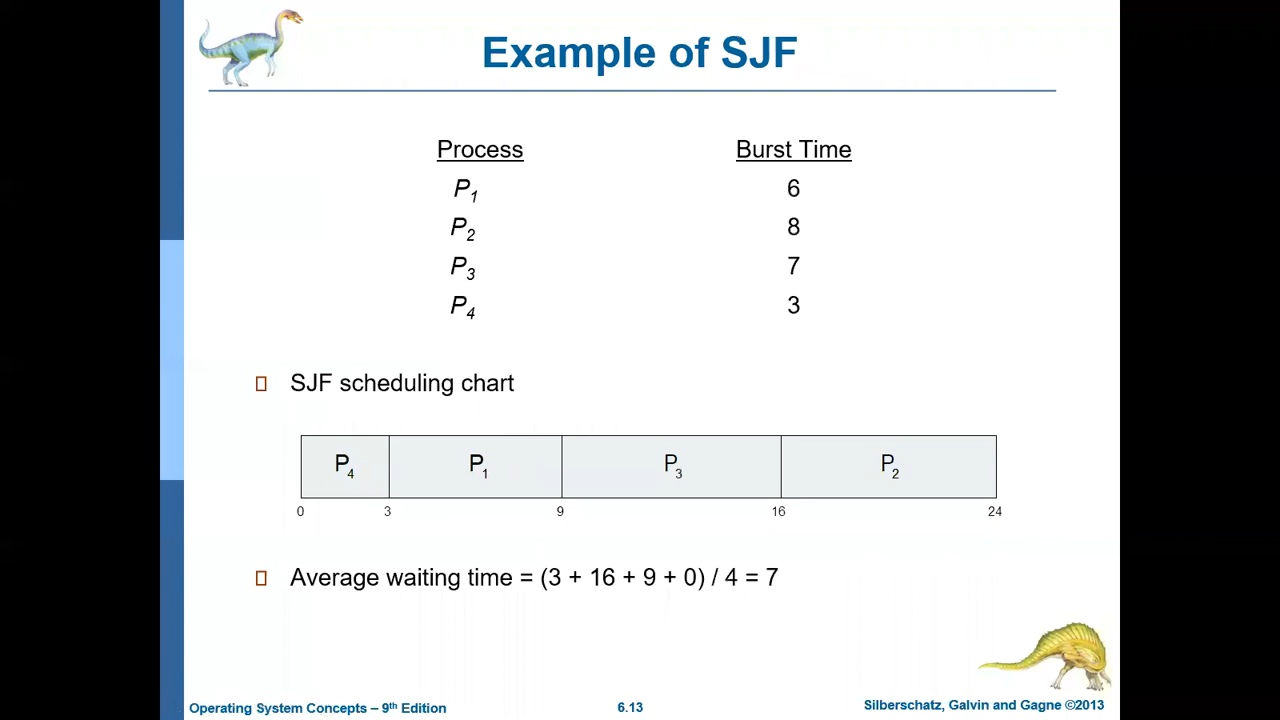 Example of SJF
Process Burst Time
P1 6
P2 8
P3 7
P4 3
SJF scheduling chart
P4 P1 P3 P2
0 3 9 16 24
Average waiting time = (3 + 16 + 9 + 0) / 4 = 7
Operating System Concepts – 9th Edition 6.13 Silberschatz, Galvin and Gagne ©2013